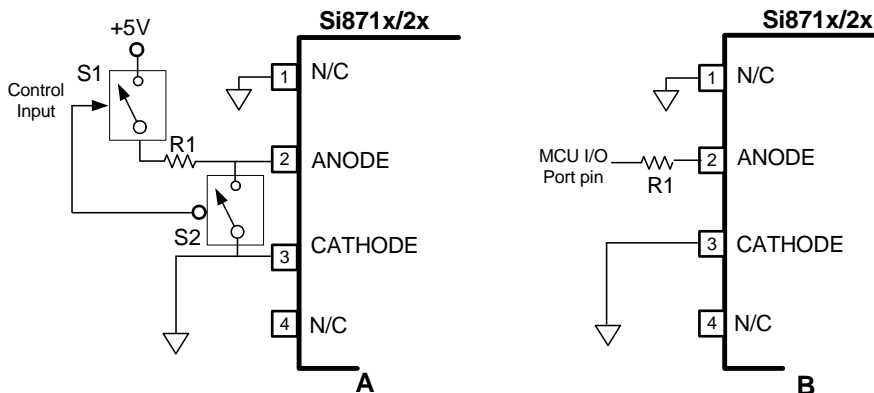 Si871x/2x
+5V
S1
Control
Input
1
N/C
R1
2
ANODE
S2
3
CATHODE
4
N/C
A
Si871x/2x
1
N/C
MCU I/O
Port pin
R1
2
ANODE
3
CATHODE
4
N/C
B